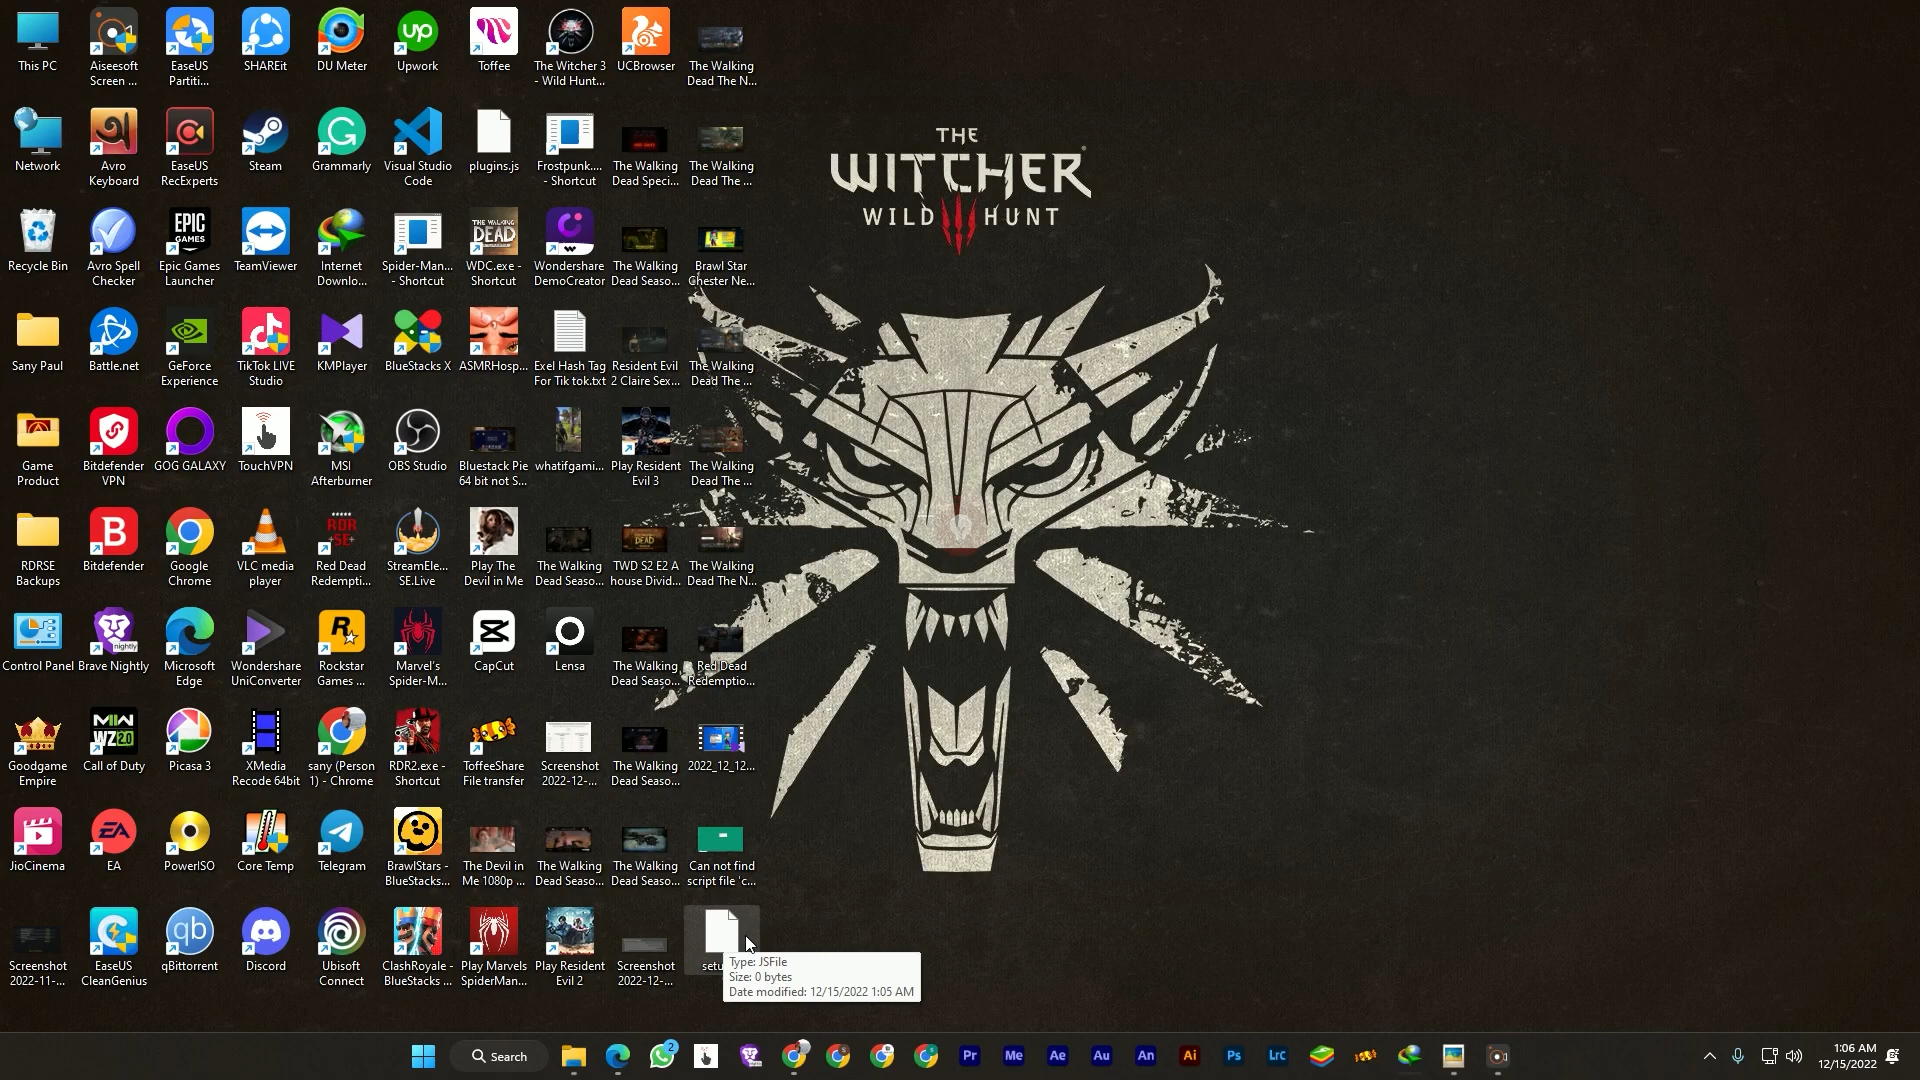 This PC
Aiseesoft
Screen ...
EaseUS
Partiti...
SHAREit
DU Meter
Upwork
Toffee
The Witcher 3
- Wild Hunt...
UCBrowser
The Walking
Dead The N...
Network
Avro
Keyboard
EaseUS
RecExperts
Steam
Grammarly
Visual Studio
Code
plugins.js
Frostpunk....
- Shortcut
The Walking
Dead Speci...
The Walking
Dead The ...
Recycle Bin
Avro Spell
Checker
Epic Games
Launcher
TeamViewer
Internet
Downlo...
Spider-Man...
- Shortcut
WDC.exe -
Shortcut
Wondershare
DemoCreator
The Walking
Dead Seaso...
Brawl Star
Chester Ne...
Sany Paul
Battle.net
GeForce
Experience
TikTok LIVE
Studio
KMPlayer
BlueStacks X
ASMRHosp...
Exel Hash Tag
For Tik tok.txt
Resident Evil
2 Claire Sex...
The Walking
Dead The ...
Game
Product
Bitdefender
VPN
GOG GALAXY
TouchVPN
MSI
Afterburner
OBS Studio
Bluestack Pie
64 bit not S...
whatifgami...
Play Resident
Evil 3
The Walking
Dead The ...
RDRSE
Backups
Bitdefender
Google
Chrome
VLC media
player
Red Dead
Redempti...
StreamEle...
SE.Live
Play The
Devil in Me
The Walking
Dead Seaso...
TWD S2 E2 A
house Divid...
The Walking
Dead The N...
Control Panel
Brave Nightly
Microsoft
Edge
Wondershare
UniConverter
Rockstar
Games ...
Marvel's
Spider-M...
CapCut
Lensa
The Walking
Dead Seaso...
Red Dead
Redemptio...
Goodgame
Empire
Call of Duty
Picasa 3
XMedia
Recode 64bit
sany (Person
1) - Chrome
RDR2.exe -
Shortcut
ToffeeShare
File transfer
Screenshot
2022-12-...
The Walking
Dead Seaso...
2022_12_12...
JioCinema
EA
PowerISO
Core Temp
Telegram
BrawlStars -
BlueStacks...
The Devil in
Me 1080p ...
The Walking
Dead Seaso...
The Walking
Dead Seaso...
Can not find
script file 'c...
Screenshot
2022-11-...
EaseUS
CleanGenius
qBittorrent
Discord
Ubisoft
Connect
ClashRoyale -
BlueStacks ...
Play Marvels
SpiderMan...
Play Resident
Evil 2
Screenshot
2022-12-...
Type: JSFile
Size: 0 bytes
Date modified: 12/15/2022 1:05 AM
THE
WITCHER
WILD HUNT
Search
2
Pr
Me
Ae
Au
An
Ai
Ps
LrC
1:06 AM
12/15/2022